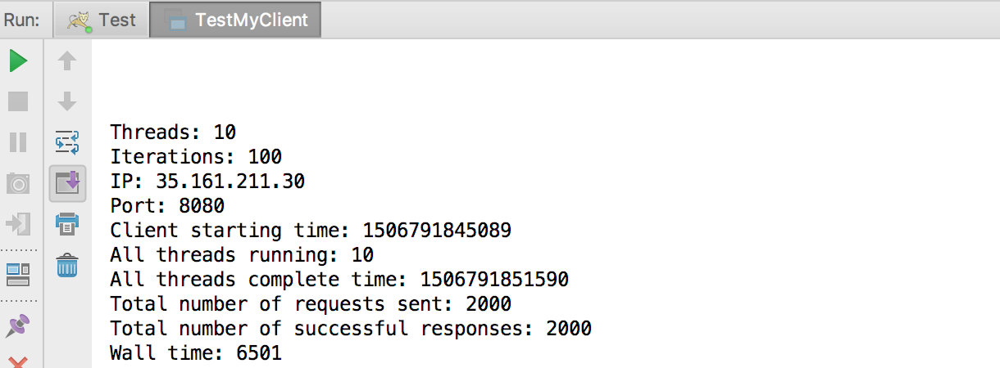 Run: Test TestMyClient
Threads: 10
Iterations: 100
IP: 35.161.211.30
Port: 8080
Client starting time: 1506791845089
All threads running: 10
All threads complete time: 1506791851590
Total number of requests sent: 2000
Total number of successful responses: 2000
Wall time: 6501